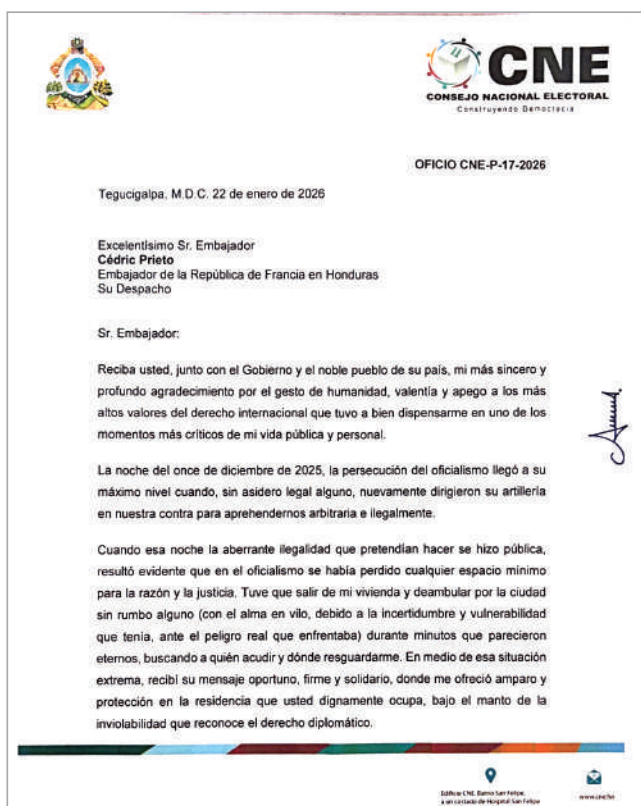 CNE
CONSEJO NACIONAL ELECTORAL
Construyendo Democracia
OFICIO CNE-P-17-2026
Tegucigalpa, M.D.C. 22 de enero de 2026
Excelentísimo Sr. Embajador
Cédric Prieto
Embajador de la República de Francia en Honduras
Su Despacho
Sr. Embajador:
Reciba usted, junto con el Gobierno y el noble pueblo de su país, mi más sincero y
profundo agradecimiento por el gesto de humanidad, valentía y apego a los más
altos valores del derecho internacional que tuvo a bien dispensarme en uno de los
momentos más críticos de mi vida pública y personal.
La noche del once de diciembre de 2025, la persecución del oficialismo llegó a su
máximo nivel cuando, sin asidero legal alguno, nuevamente dirigieron su artillería
en nuestra contra para aprehendernos arbitraria e ilegalmente.
Cuando esa noche la aberrante ilegalidad que pretendían hacer se hizo pública,
resultó evidente que en el oficialismo se había perdido cualquier espacio mínimo
para la razón y la justicia. Tuve que salir de mi vivienda y deambular por la ciudad
sin rumbo alguno (con el alma en vilo, debido a la incertidumbre y vulnerabilidad
que tenía, ante el peligro real que enfrentaba) durante minutos que parecieron
eternos, buscando a quién acudir y dónde resguardarme. En medio de esa situación
extrema, recibí su mensaje oportuno, firme y solidario, donde me ofreció amparo y
protección en la residencia que usted dignamente ocupa, bajo el manto de la
inviolabilidad que reconoce el derecho diplomático.
Edificio CNE, Barrio San Felipe,
a un costado de Hospital San Felipe